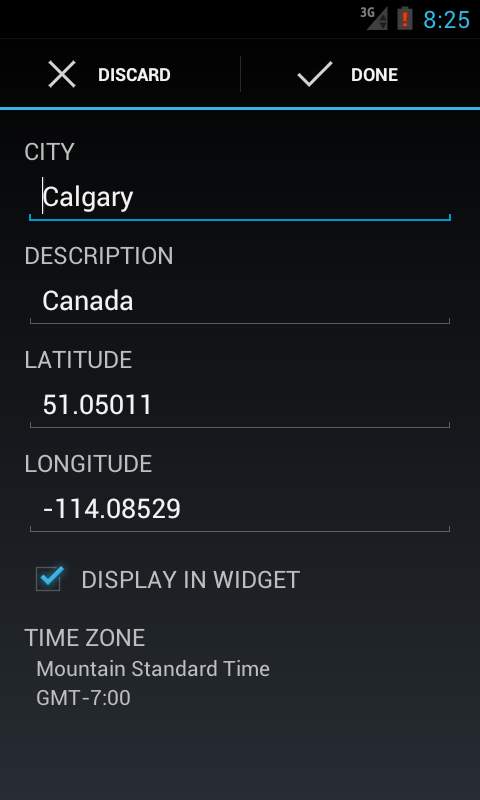 3G 8:25
DISCARD DONE
CITY
Calgary
DESCRIPTION
Canada
LATITUDE
51.05011
LONGITUDE
-114.08529
DISPLAY IN WIDGET
TIME ZONE
Mountain Standard Time
GMT-7:00